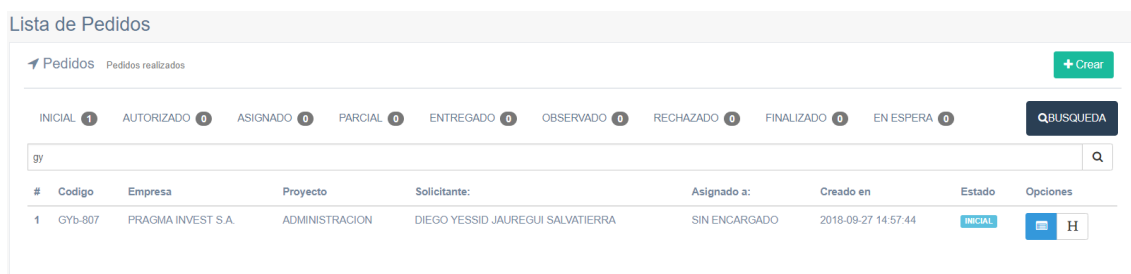 Lista de Pedidos
Pedidos Pedidos realizados
+ Crear
INICIAL 1 AUTORIZADO 0 ASIGNADO 0 PARCIAL 0 ENTREGADO 0 OBSERVADO 0 RECHAZADO 0 FINALIZADO 0 EN ESPERA 0 BUSQUEDA
gy
# Codigo Empresa Proyecto Solicitante: Asignado a: Creado en Estado Opciones
1 GYb-807 PRAGMA INVEST S.A. ADMINISTRACION DIEGO YESSID JAUREGUI SALVATIERRA SIN ENCARGADO 2018-09-27 14:57:44 INICIAL H